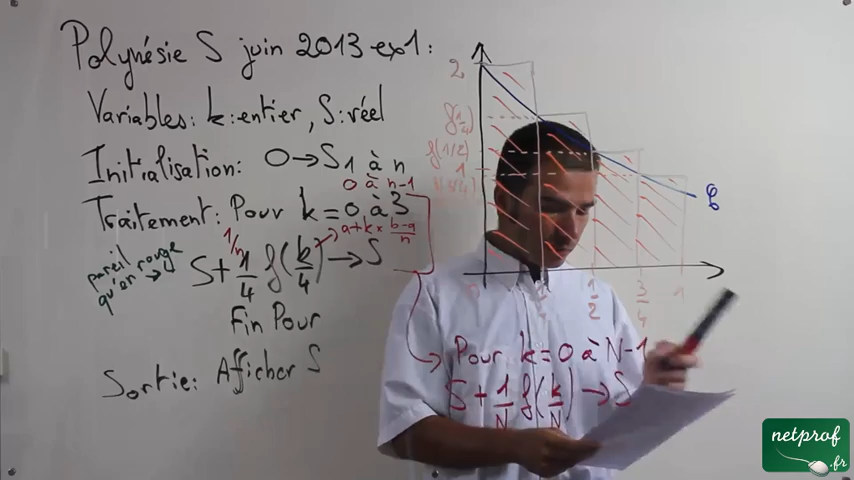 Polynésie S juin 2013 ex1:
Variables: k: entier, S: réel
Initialisation: 0 → S
1 à n
0 à n-1
Traitement: Pour k = 0 à 3
a + k × (b-a)/n
1/n
pareil qu'en rouge →
S + 1/4 f(k/4) → S
Fin Pour
Sortie: Afficher S
2
f(1/4)
f(1/2)
1
1/2
3/4
1
Pour k = 0 à N-1
S + 1/N f(k/N) → S
netprof
.fr